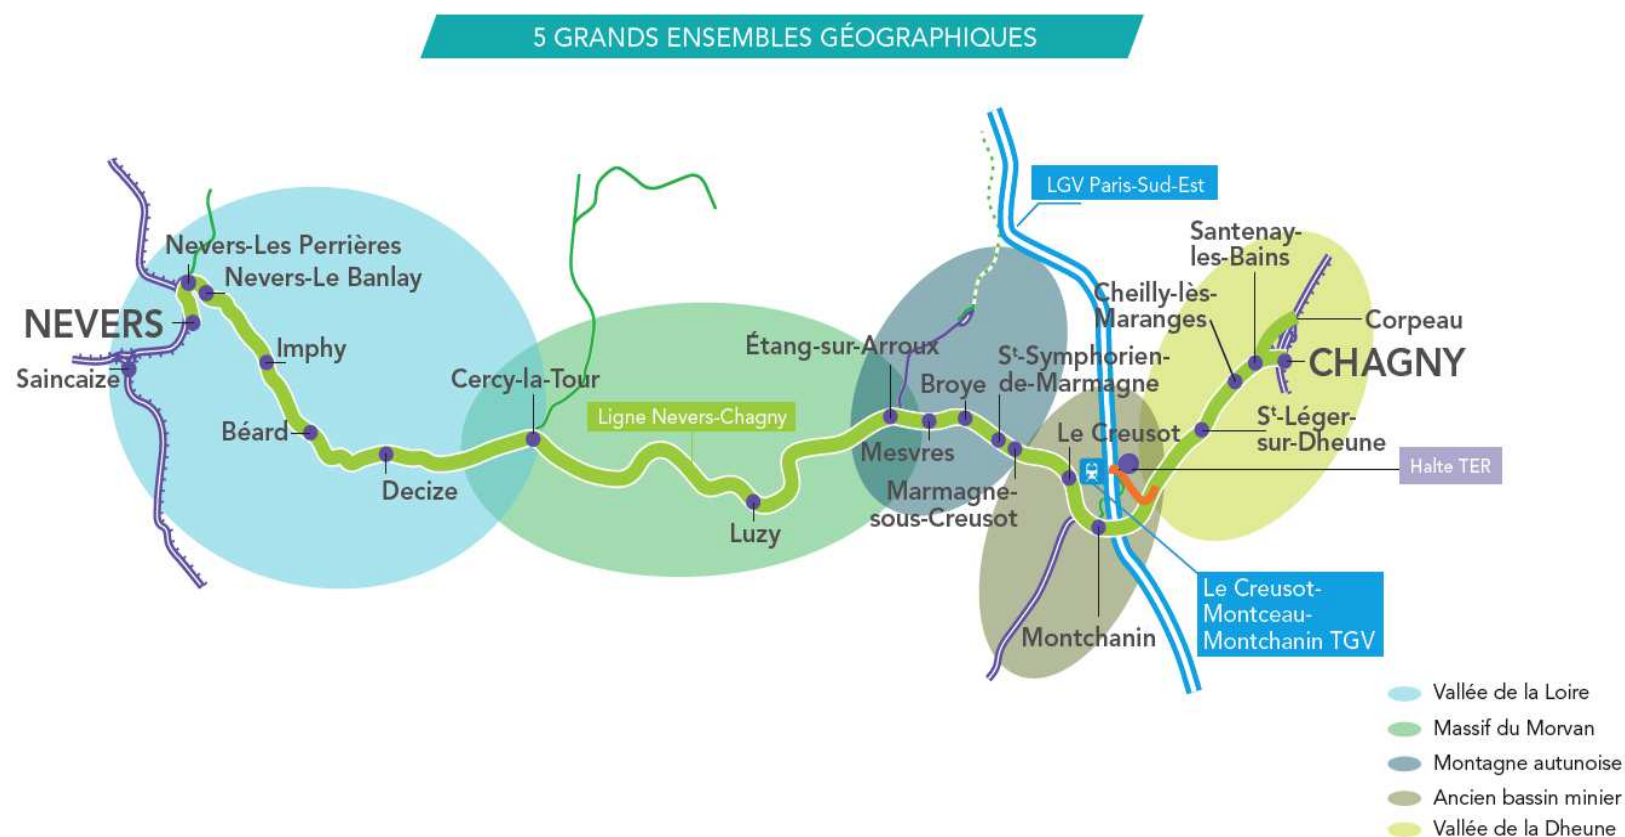 5 GRANDS ENSEMBLES GÉOGRAPHIQUES
LGV Paris-Sud-Est
Nevers-Les Perrières
Nevers-Le Banlay
NEVERS
Imphy
Saincaize
Béard
Decize
Cercy-la-Tour
Ligne Nevers-Chagny
Luzy
Étang-sur-Arroux
Mesvres
Broye
St-Symphorien-
de-Marmagne
Marmagne-
sous-Creusot
Le Creusot
Montchanin
Cheilly-lès-
Maranges
Santenay-
les-Bains
Corpeau
CHAGNY
St-Léger-
sur-Dheune
Halte TER
Le Creusot-
Montceau-
Montchanin TGV
Vallée de la Loire
Massif du Morvan
Montagne autunoise
Ancien bassin minier
Vallée de la Dheune